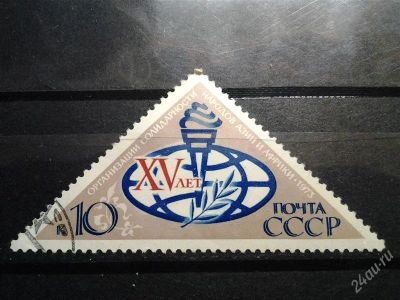 ОРГАНИЗАЦИИ СОЛИДАРНОСТИ НАРОДОВ АЗИИ И АФРИКИ • 1973
XV ЛЕТ
10
ПОЧТА
СССР
24au.ru